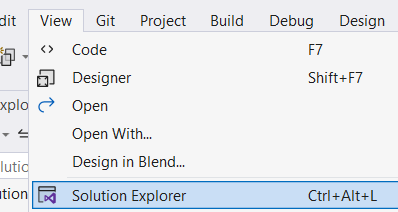 View Git Project Build Debug Design
Code F7
Designer Shift+F7
Open
Open With...
Design in Blend...
Solution Explorer Ctrl+Alt+L